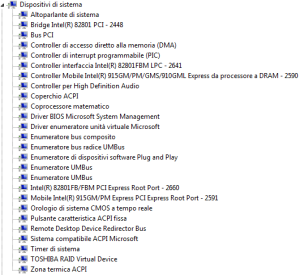 Dispositivi di sistema
Altoparlante di sistema
Bridge Intel(R) 82801 PCI - 2448
Bus PCI
Controller di accesso diretto alla memoria (DMA)
Controller di interrupt programmabile (PIC)
Controller interfaccia Intel(R) 82801FBM LPC - 2641
Controller Mobile Intel(R) 915GM/PM/GMS/910GML Express da processore a DRAM - 2590
Controller per High Definition Audio
Coperchio ACPI
Coprocessore matematico
Driver BIOS Microsoft System Management
Driver enumeratore unità virtuale Microsoft
Enumeratore bus composito
Enumeratore bus radice UMBus
Enumeratore di dispositivi software Plug and Play
Enumeratore UMBus
Enumeratore UMBus
Intel(R) 82801FB/FBM PCI Express Root Port - 2660
Mobile Intel(R) 915GM/PM Express PCI Express Root Port - 2591
Orologio di sistema CMOS a tempo reale
Pulsante caratteristica ACPI fissa
Remote Desktop Device Redirector Bus
Sistema compatibile ACPI Microsoft
Timer di sistema
TOSHIBA RAID Virtual Device
Zona termica ACPI